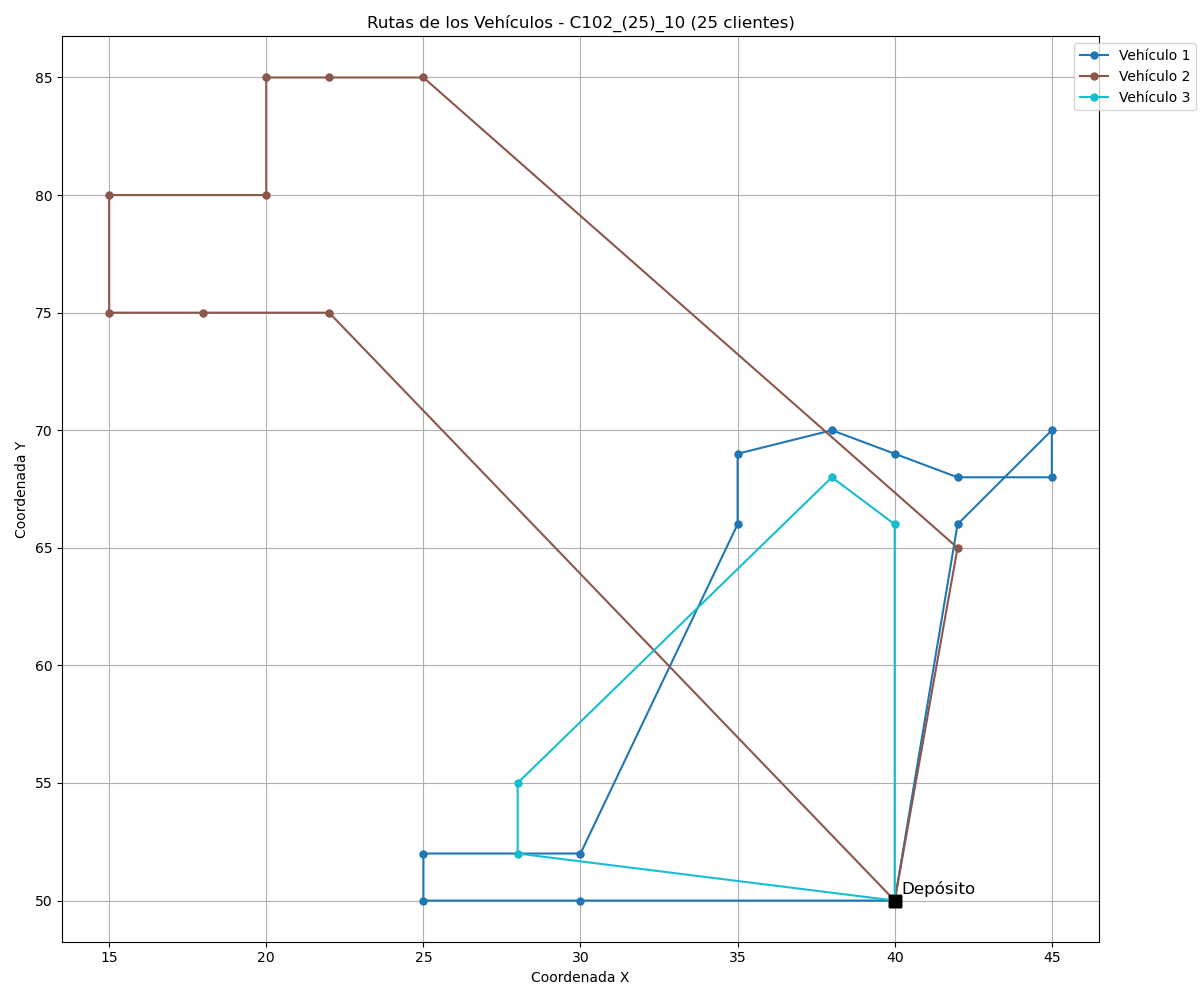 Rutas de los Vehículos - C102_(25)_10 (25 clientes)
Vehículo 1
Vehículo 2
Vehículo 3
Coordenada Y
85
80
75
70
65
60
55
50
Depósito
15 20 25 30 35 40 45
Coordenada X